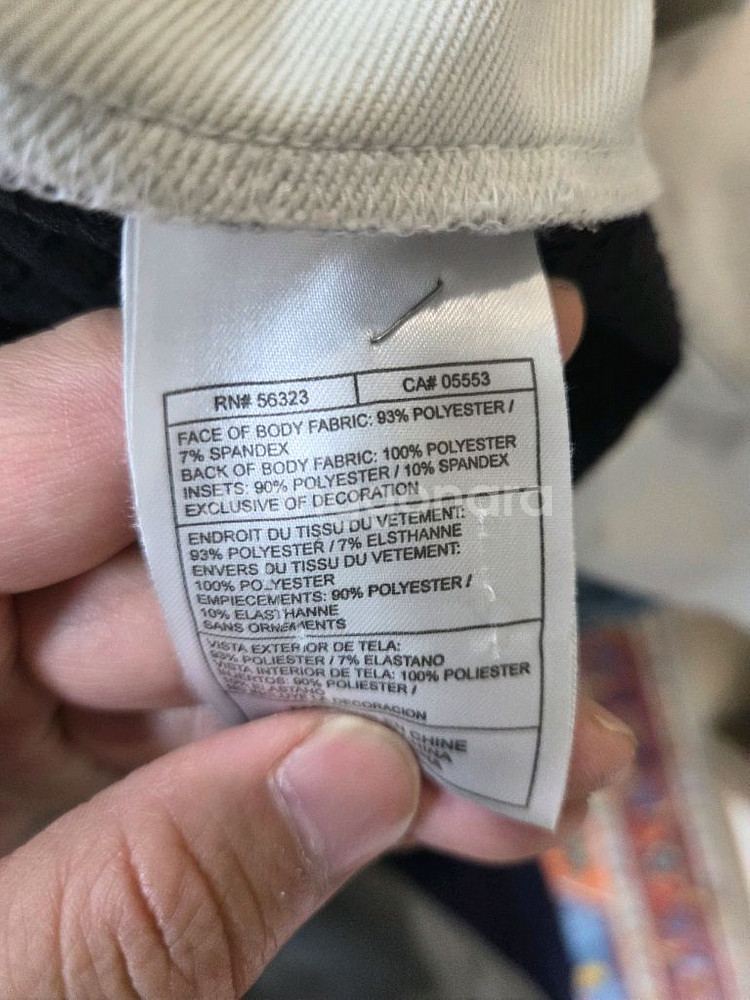 RN# 56323
CA# 05553
FACE OF BODY FABRIC: 93% POLYESTER /
7% SPANDEX
BACK OF BODY FABRIC: 100% POLYESTER
INSETS: 90% POLYESTER / 10% SPANDEX
EXCLUSIVE OF DECORATION
ENDROIT DU TISSU DU VETEMENT:
93% POLYESTER / 7% ELSTHANNE
ENVERS DU TISSU DU VETEMENT:
100% POLYESTER
EMPIECEMENTS: 90% POLYESTER /
10% ELASTHANNE
SANS ORNEMENTS
VISTA EXTERIOR DE TELA:
93% POLIESTER / 7% ELASTANO
VISTA INTERIOR DE TELA: 100% POLIESTER
90% POLIESTER /
ELASTANO
DECORACION
EN CHINE